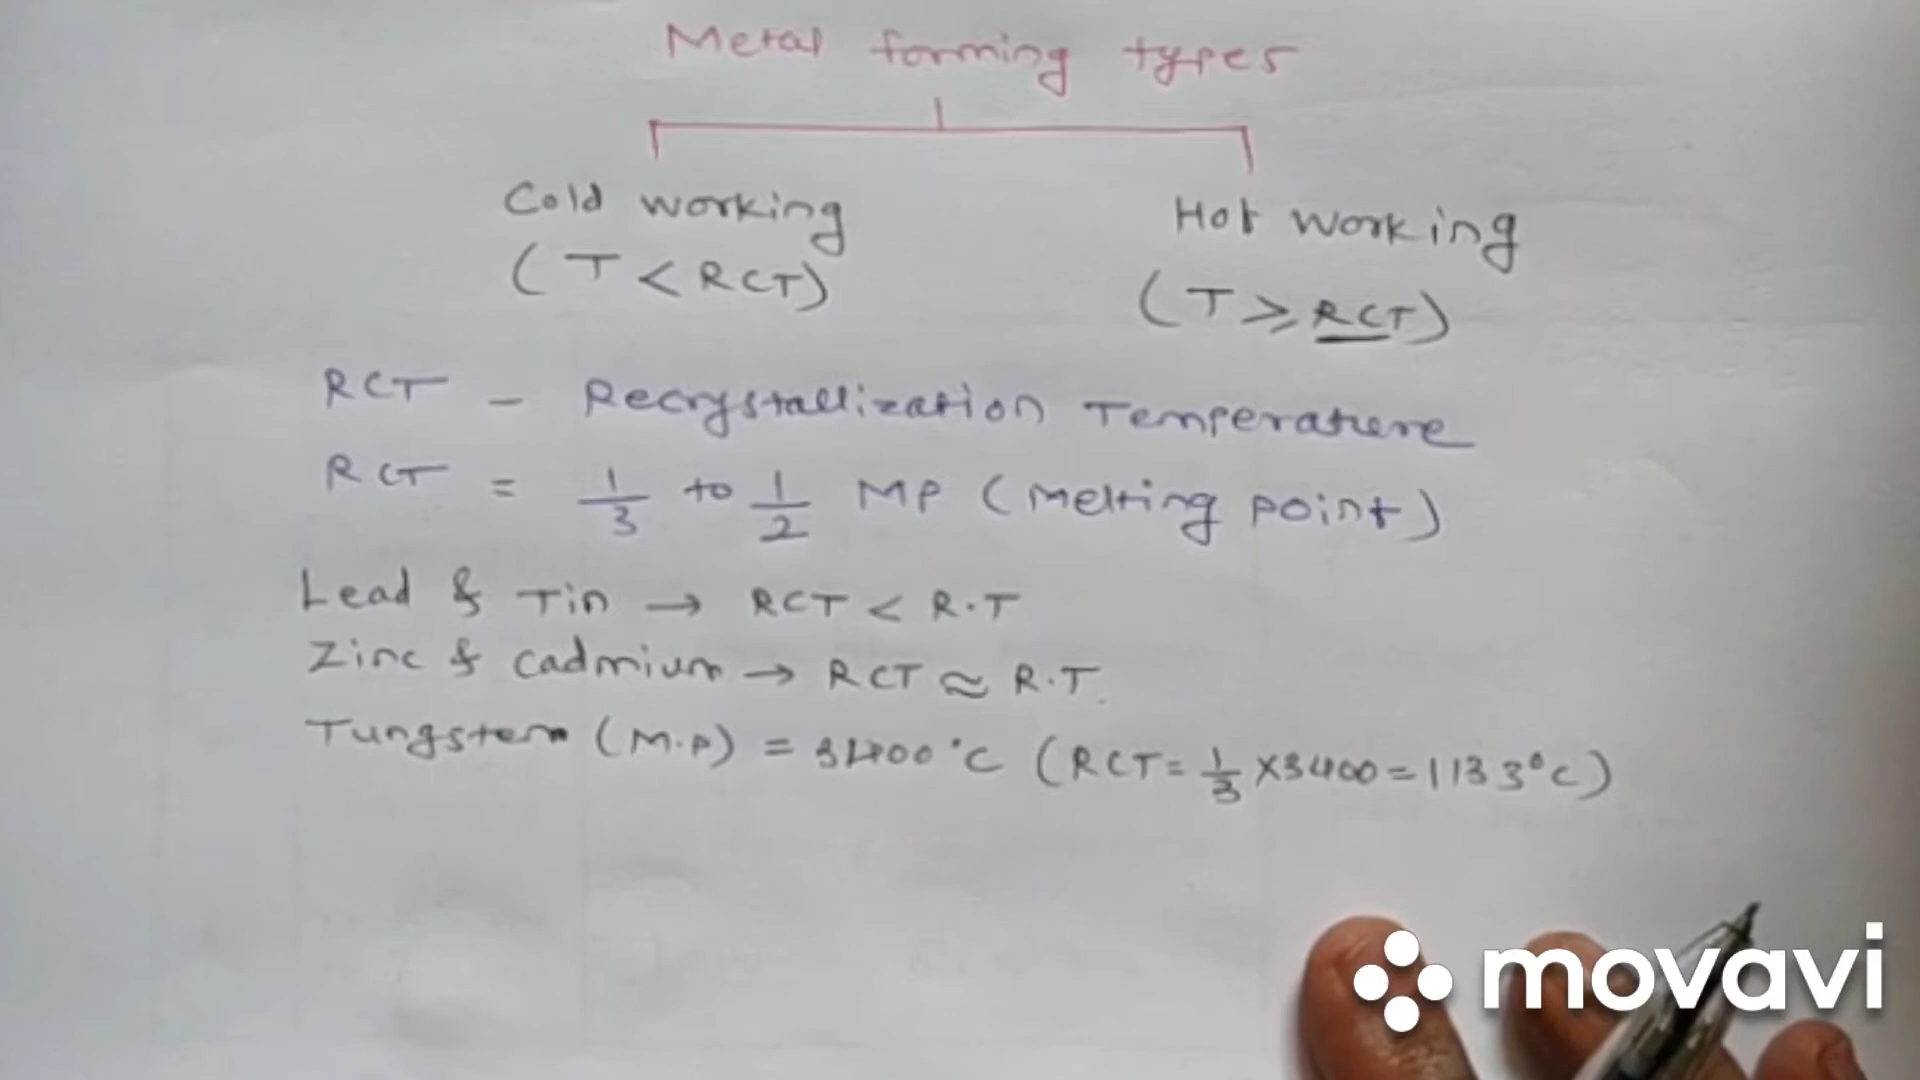 Metal forming types
Cold working
Hot working
(T < RCT)
(T ⩾ RCT)
RCT - Recrystallization Temperature
RCT = 1/3 to 1/2 MP (Melting point)
Lead & Tin → RCT < R.T
Zinc & cadmium → RCT ≈ R.T.
Tungsten (M.P) = 3400°C (RCT = 1/3 × 3400 = 1133°C)
movavi